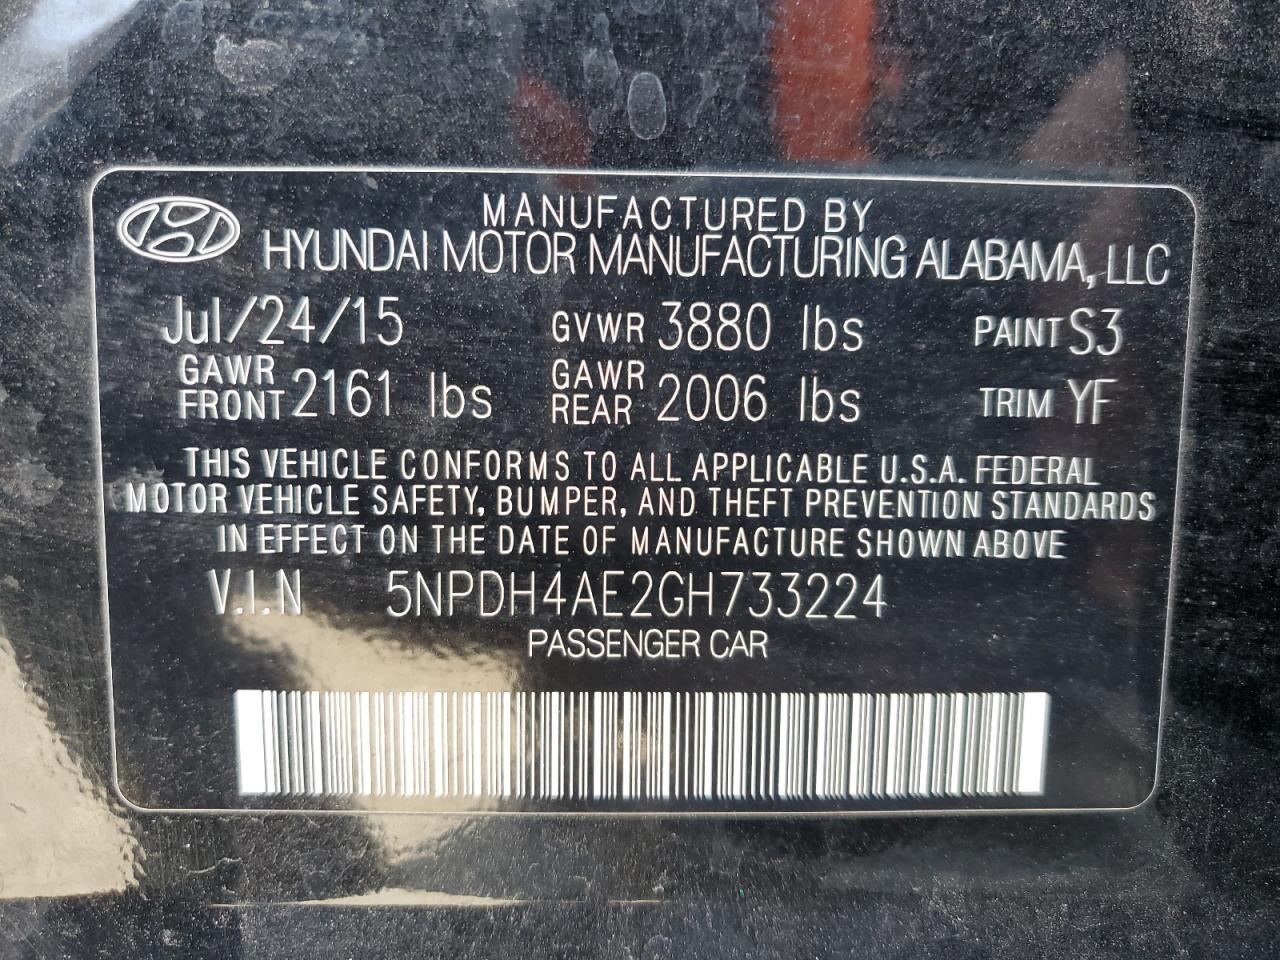 MANUFACTURED BY
HYUNDAI MOTOR MANUFACTURING ALABAMA, LLC
Jul/24/15 GVWR 3880 lbs PAINT S3
GAWR FRONT 2161 lbs GAWR REAR 2006 lbs TRIM YF
THIS VEHICLE CONFORMS TO ALL APPLICABLE U.S.A. FEDERAL
MOTOR VEHICLE SAFETY, BUMPER, AND THEFT PREVENTION STANDARDS
IN EFFECT ON THE DATE OF MANUFACTURE SHOWN ABOVE
V.I.N 5NPDH4AE2GH733224
PASSENGER CAR